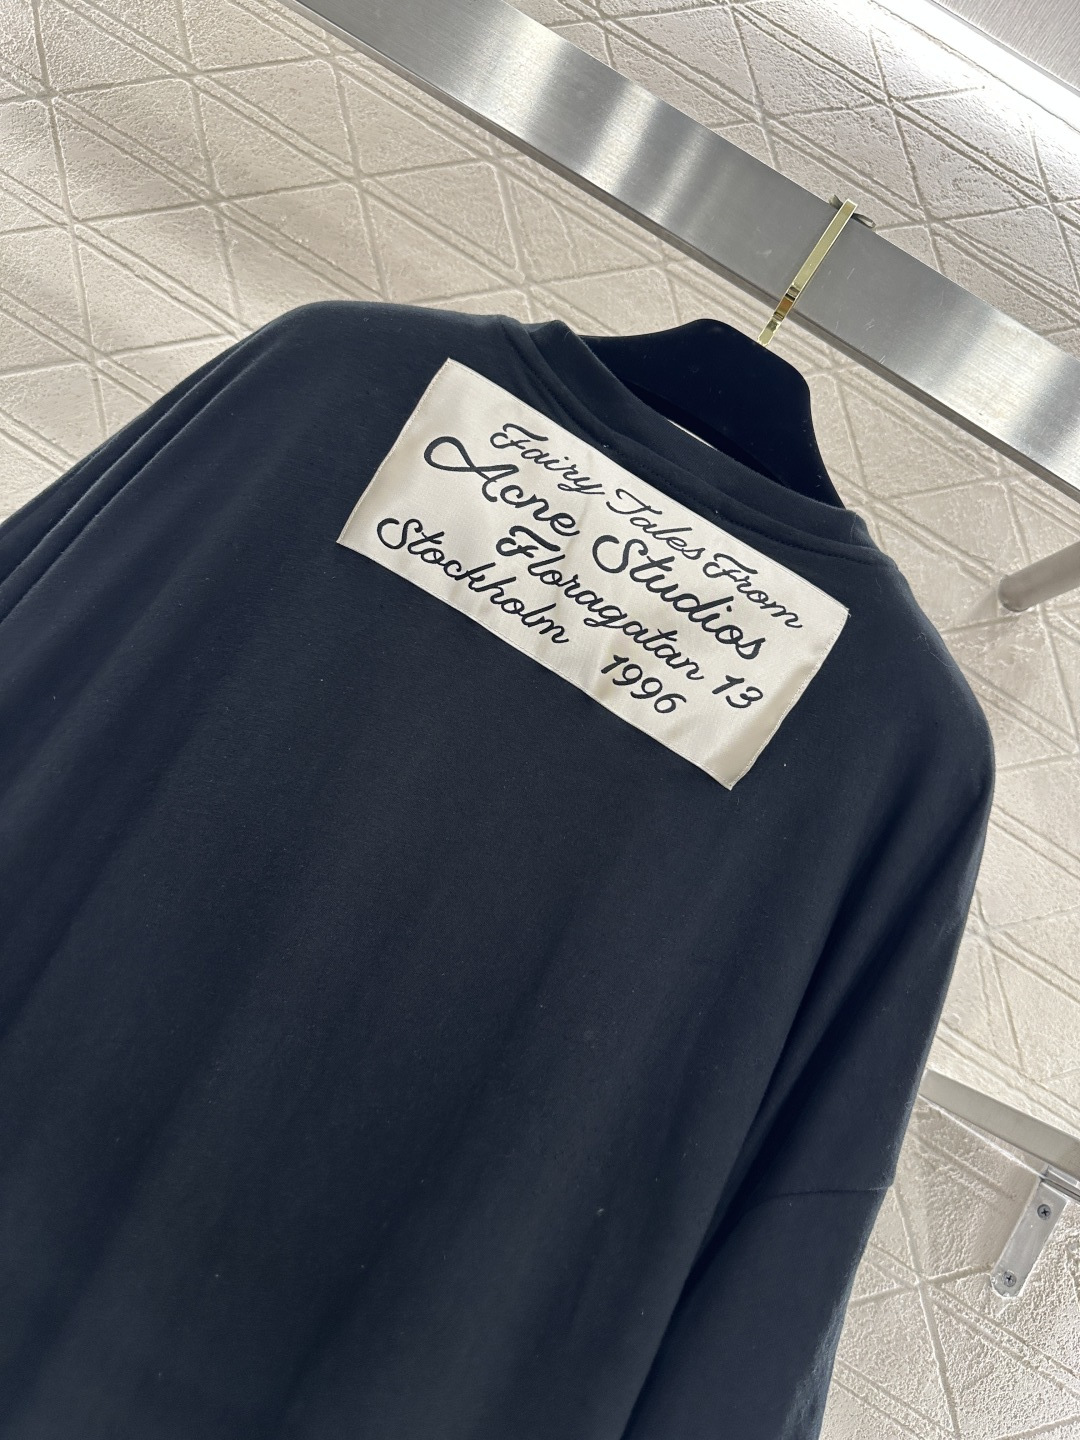 Fairy Tales From
Acne Studios
Floragatan 13
Stockholm 1996